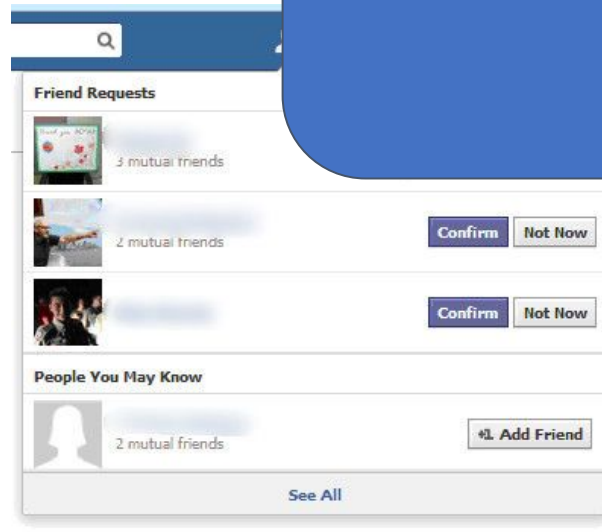 Friend Requests
3 mutual friends
2 mutual friends
Confirm
Not Now
Confirm
Not Now
People You May Know
2 mutual friends
+1 Add Friend
See All